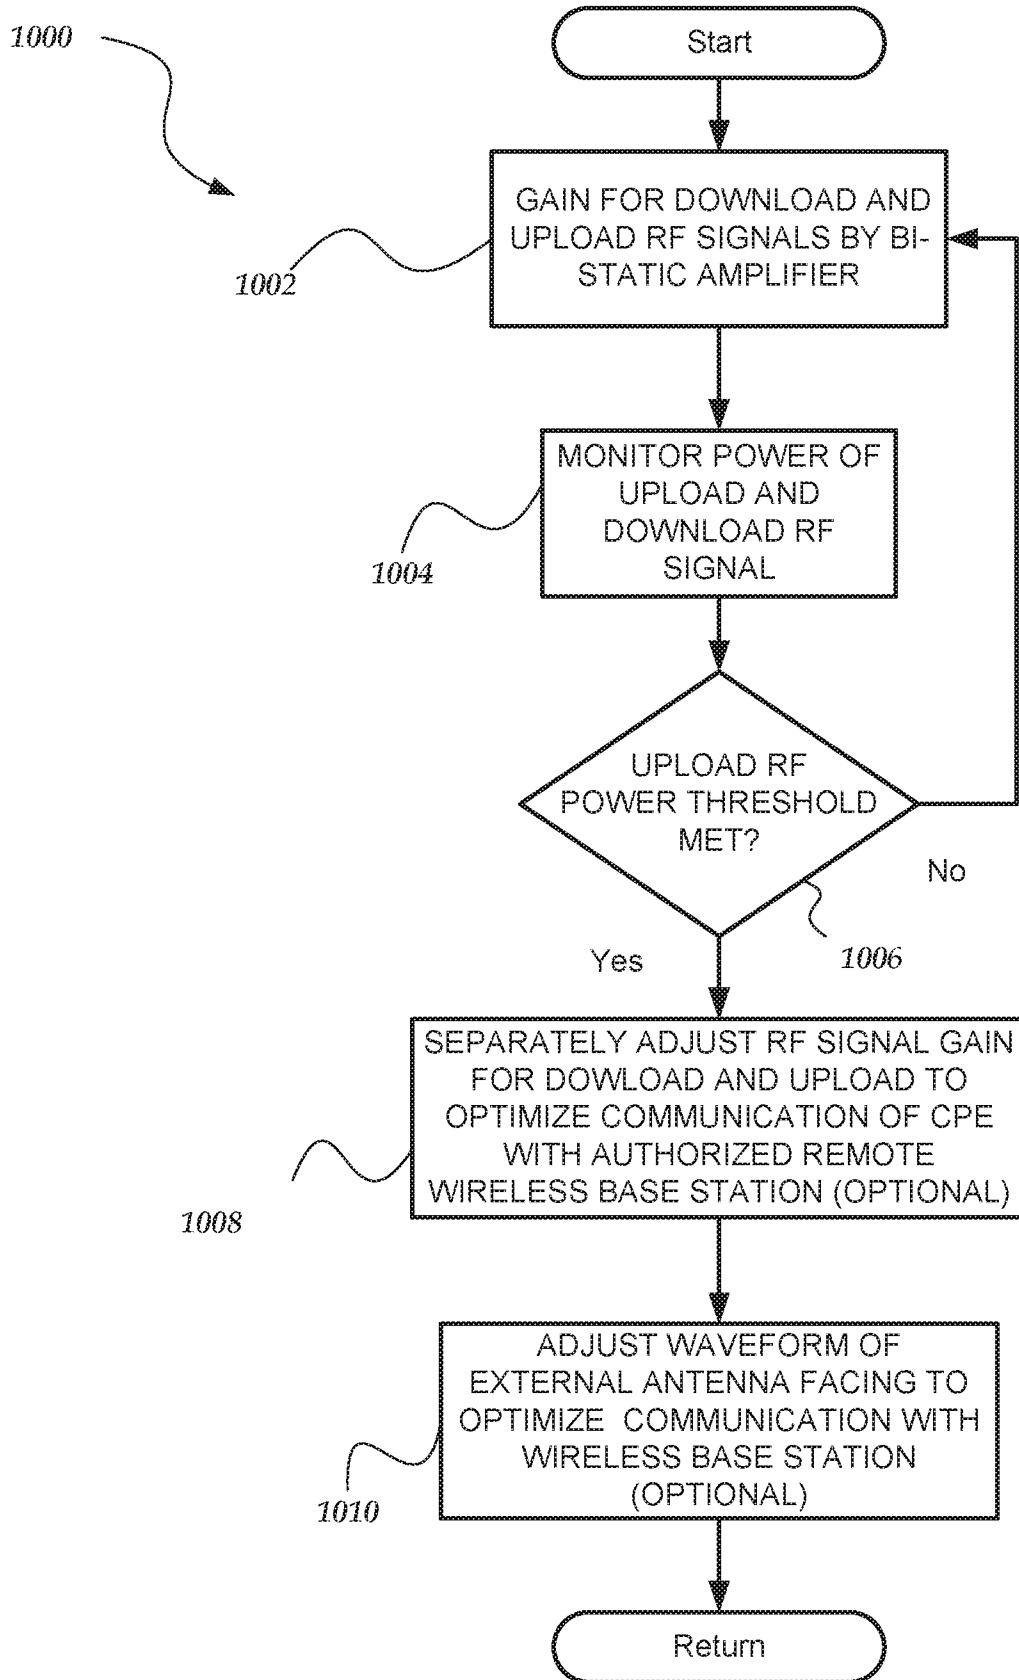 1000
Start
GAIN FOR DOWNLOAD AND
UPLOAD RF SIGNALS BY BI-
STATIC AMPLIFIER
1002
MONITOR POWER OF
UPLOAD AND
DOWNLOAD RF
SIGNAL
1004
UPLOAD RF
POWER THRESHOLD
MET?
No
Yes
1006
SEPARATELY ADJUST RF SIGNAL GAIN
FOR DOWLOAD AND UPLOAD TO
OPTIMIZE COMMUNICATION OF CPE
WITH AUTHORIZED REMOTE
WIRELESS BASE STATION (OPTIONAL)
1008
ADJUST WAVEFORM OF
EXTERNAL ANTENNA FACING TO
OPTIMIZE COMMUNICATION WITH
WIRELESS BASE STATION
(OPTIONAL)
1010
Return